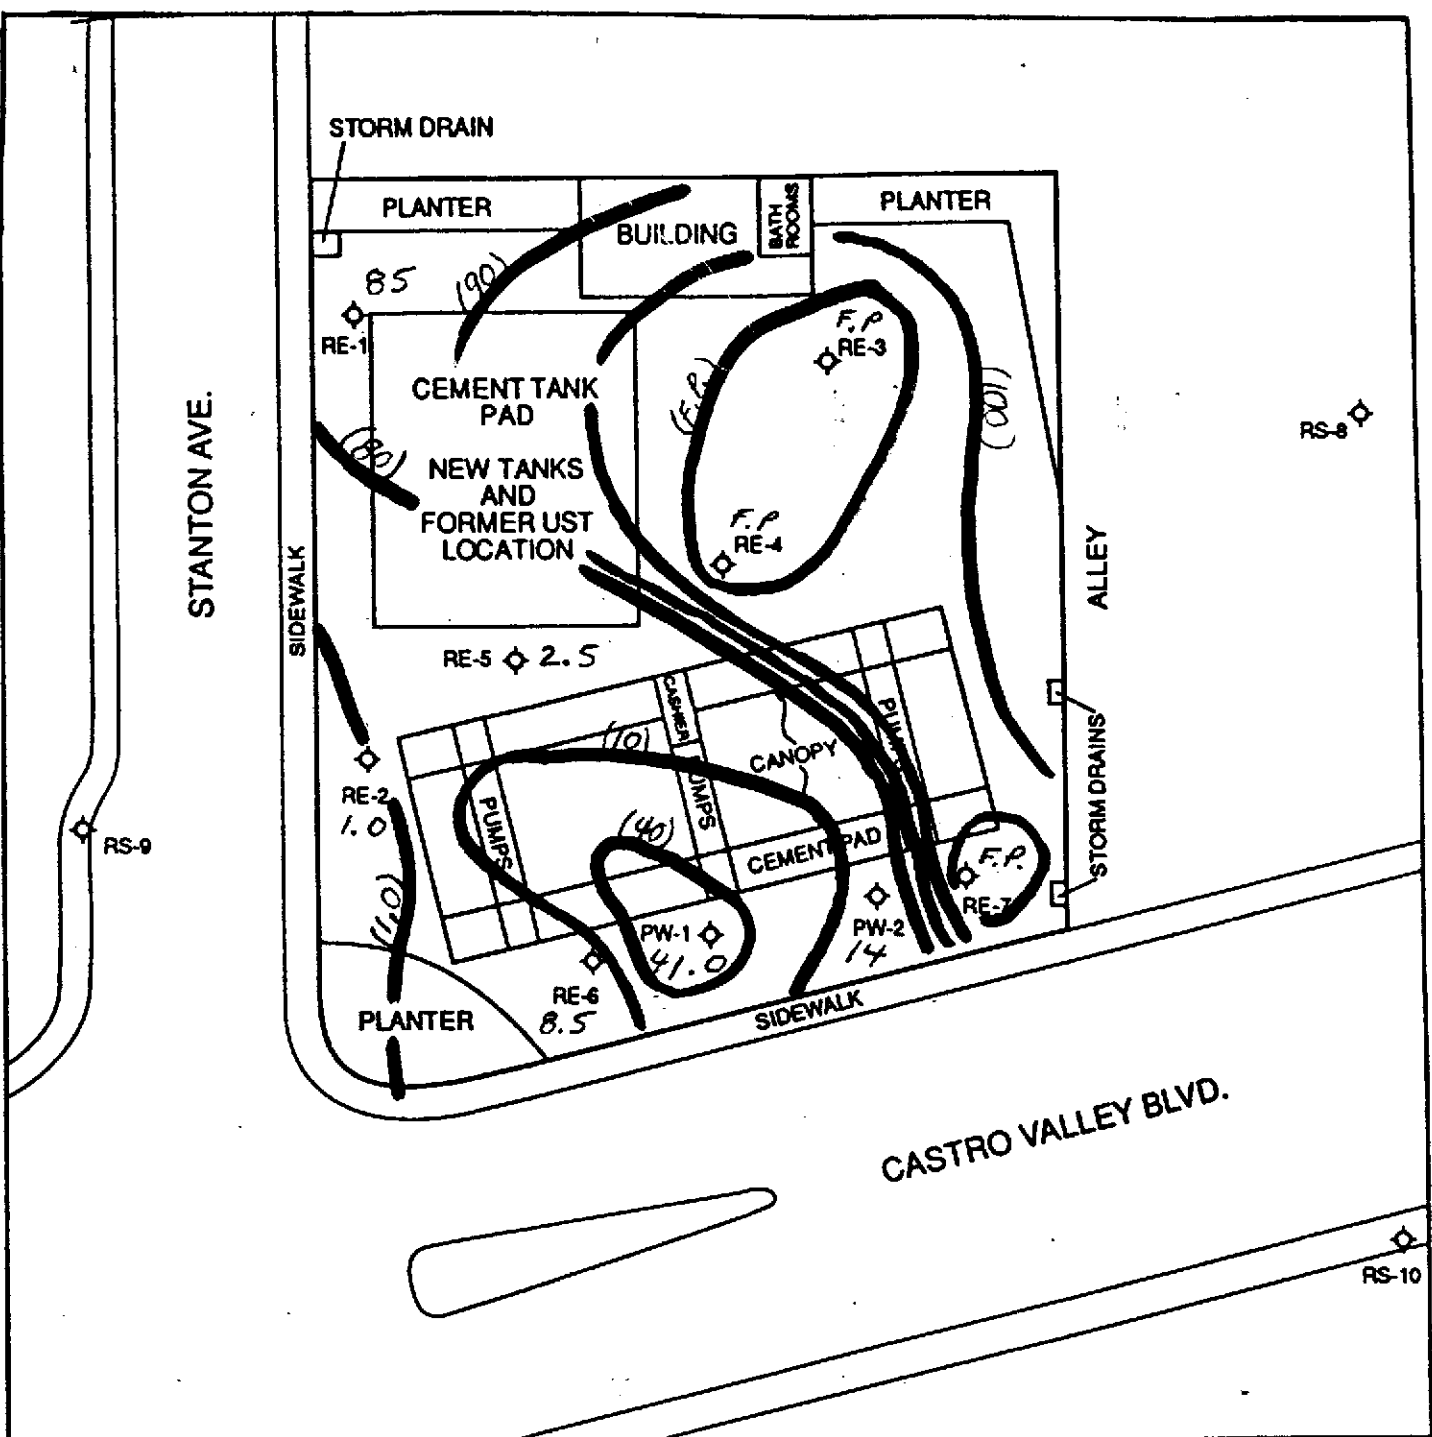 STORM DRAIN
PLANTER
BUILDING
BATH
ROOMS
PLANTER
85
(90)
RE-1
F.P
RE-3
(F.P.)
(100)
CEMENT TANK
PAD
(80)
NEW TANKS
AND
FORMER UST
LOCATION
F.P
RE-4
RS-8
STANTON AVE.
SIDEWALK
ALLEY
RE-5
2.5
CASHIER
(10)
CANOPY
PUMPS
PUMPS
STORM DRAINS
RE-2
1.0
RS-9
PUMPS
(40)
CEMENT PAD
F.P.
RE-7
(1.0)
PW-1
41.0
PW-2
14
RE-6
8.5
PLANTER
SIDEWALK
CASTRO VALLEY BLVD.
RS-10